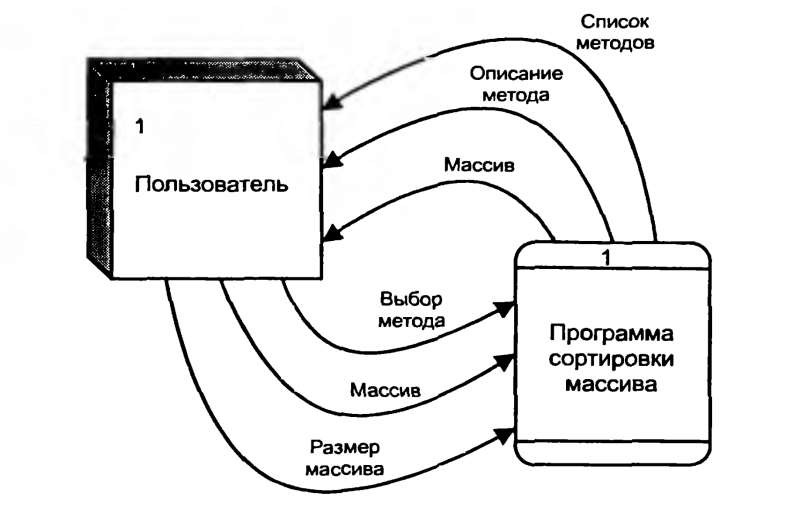 Список
методов
Описание
метода
1
Массив
Пользователь
1
Выбор
метода
Программа
сортировки
массива
Массив
Размер
массива